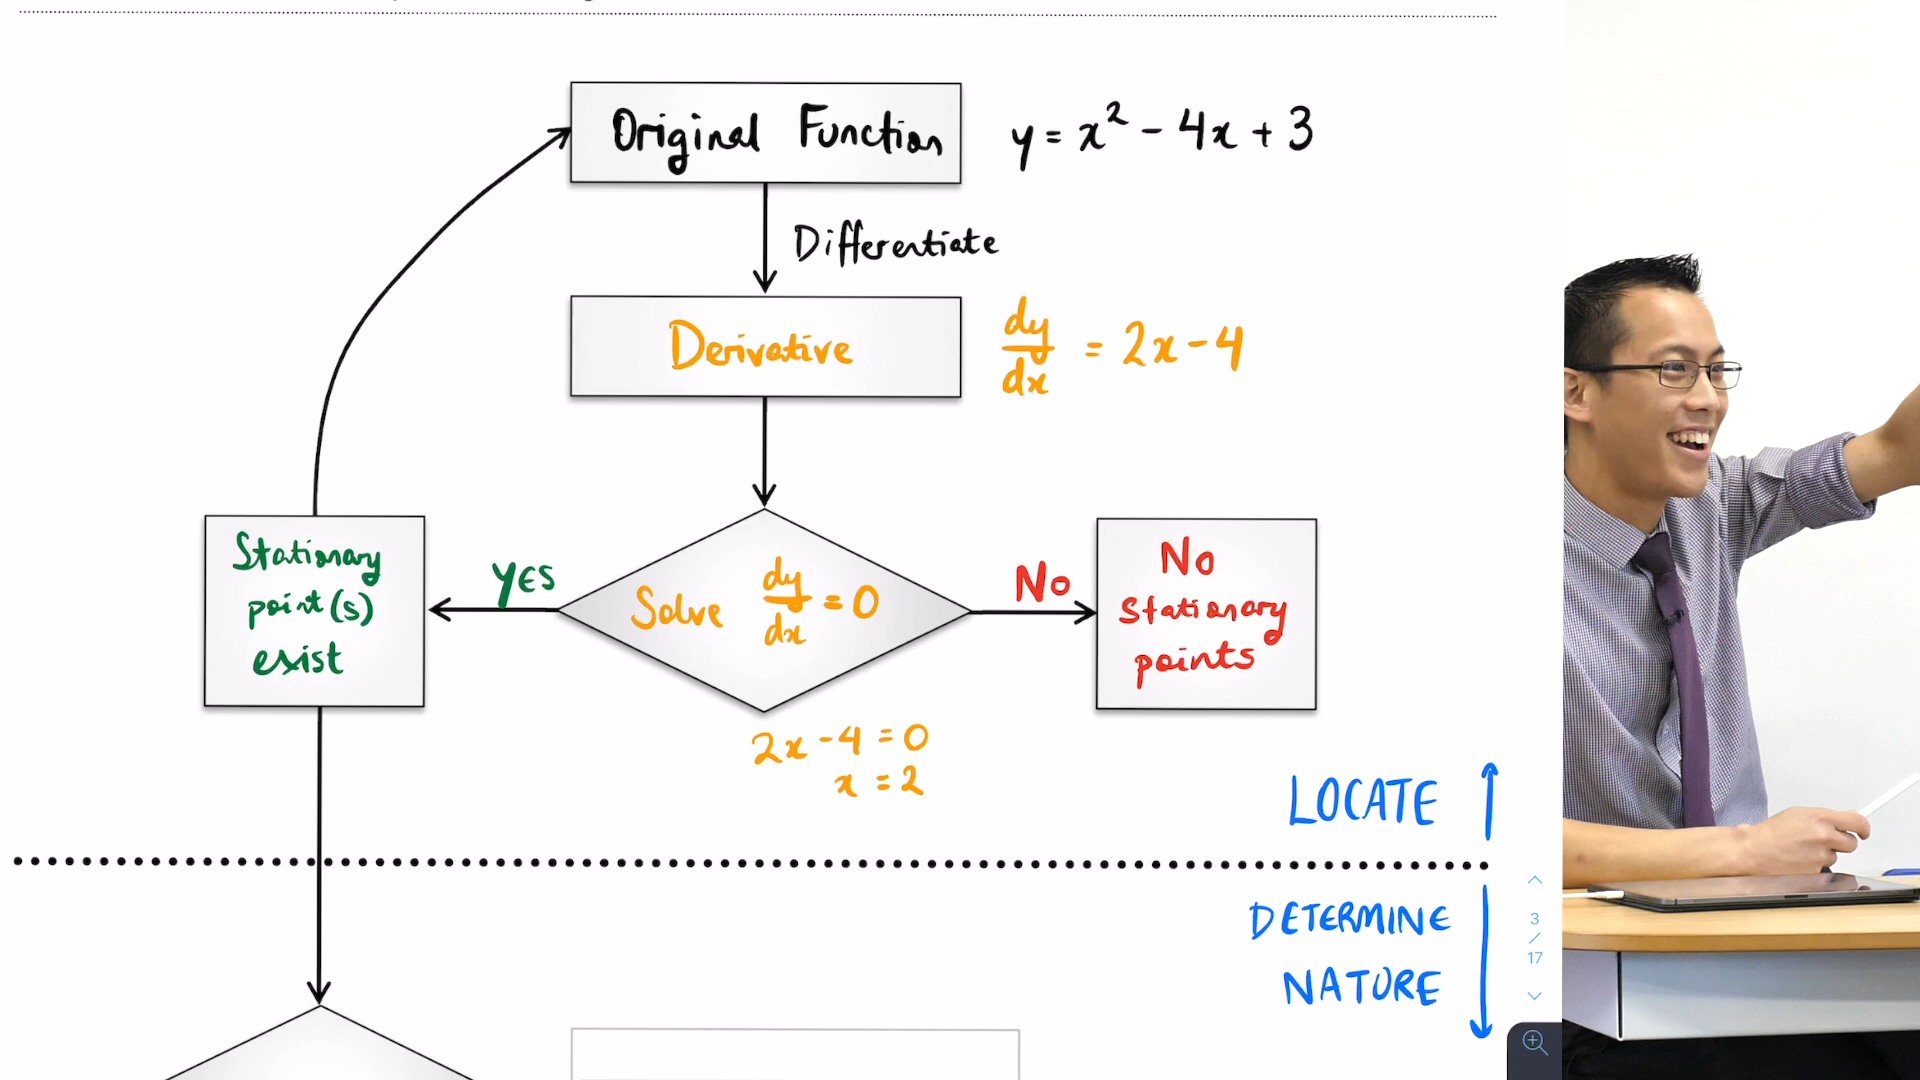 Original Function
y = x² - 4x + 3
Differentiate
Derivative
dy/dx = 2x - 4
Stationary
point(s)
exist
YES
Solve dy/dx = 0
NO
No
Stationary
points
2x - 4 = 0
x = 2
LOCATE
DETERMINE
NATURE
3
/
17